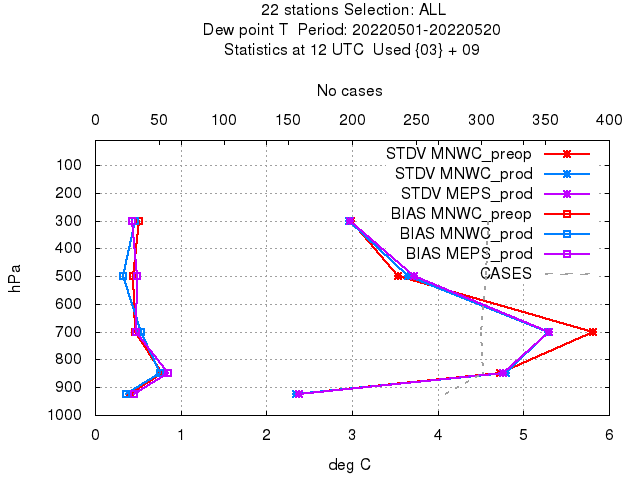 22 stations Selection: ALL
Dew point T  Period: 20220501-20220520
Statistics at 12 UTC  Used {03} + 09
No cases
0 50 100 150 200 250 300 350 400
STDV MNWC_preop
STDV MNWC_prod
STDV MEPS_prod
BIAS MNWC_preop
BIAS MNWC_prod
BIAS MEPS_prod
CASES
hPa
100
200
300
400
500
600
700
800
900
1000
0 1 2 3 4 5 6
deg C